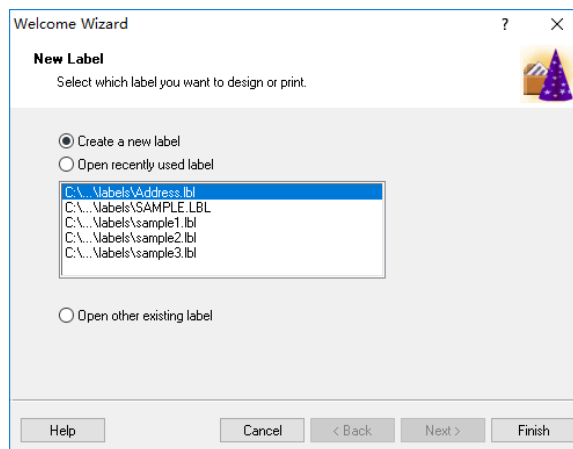 Welcome Wizard
New Label
Select which label you want to design or print.
Create a new label
Open recently used label
C:\...\labels\Address.lbl
C:\...\labels\SAMPLE.LBL
C:\...\labels\sample1.lbl
C:\...\labels\sample2.lbl
C:\...\labels\sample3.lbl
Open other existing label
Help Cancel < Back Next > Finish